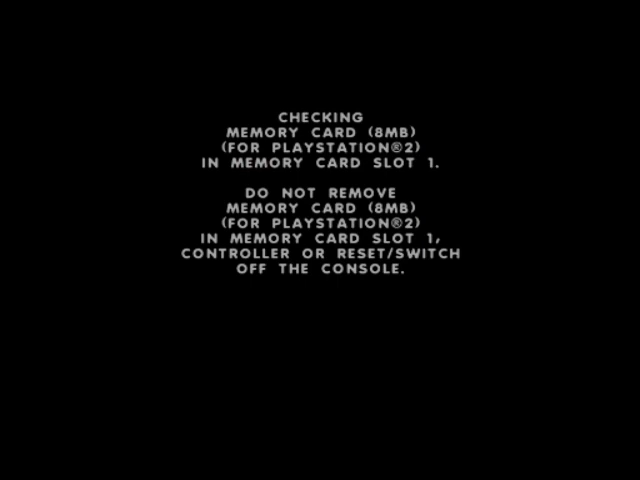 CHECKING
MEMORY CARD (8MB)
(FOR PLAYSTATION®2)
IN MEMORY CARD SLOT 1.
DO NOT REMOVE
MEMORY CARD (8MB)
(FOR PLAYSTATION®2)
IN MEMORY CARD SLOT 1,
CONTROLLER OR RESET/SWITCH
OFF THE CONSOLE.